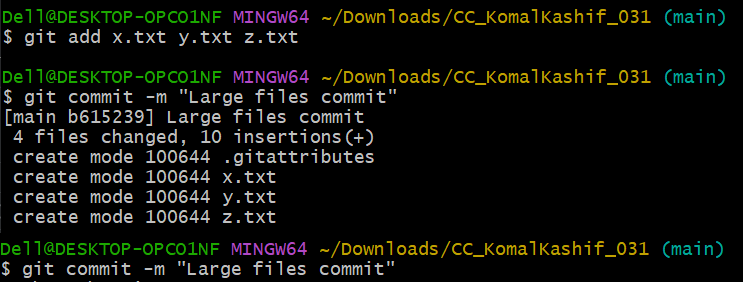 Dell@DESKTOP-OPCO1NF MINGW64 ~/Downloads/CC_KomalKashif_031 (main)
$ git add x.txt y.txt z.txt
Dell@DESKTOP-OPCO1NF MINGW64 ~/Downloads/CC_KomalKashif_031 (main)
$ git commit -m "Large files commit"
[main b615239] Large files commit
 4 files changed, 10 insertions(+)
 create mode 100644 .gitattributes
 create mode 100644 x.txt
 create mode 100644 y.txt
 create mode 100644 z.txt
Dell@DESKTOP-OPCO1NF MINGW64 ~/Downloads/CC_KomalKashif_031 (main)
$ git commit -m "Large files commit"